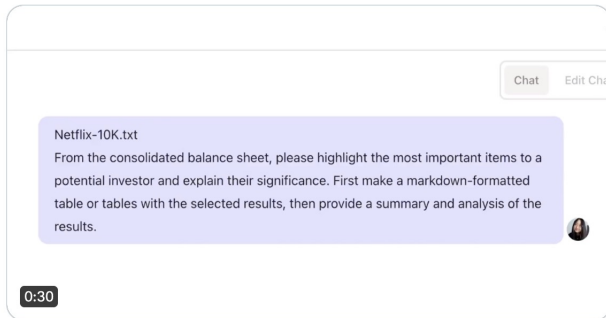 Chat Edit Cha
Netflix-10K.txt
From the consolidated balance sheet, please highlight the most important items to a
potential investor and explain their significance. First make a markdown-formatted
table or tables with the selected results, then provide a summary and analysis of the
results.
0:30